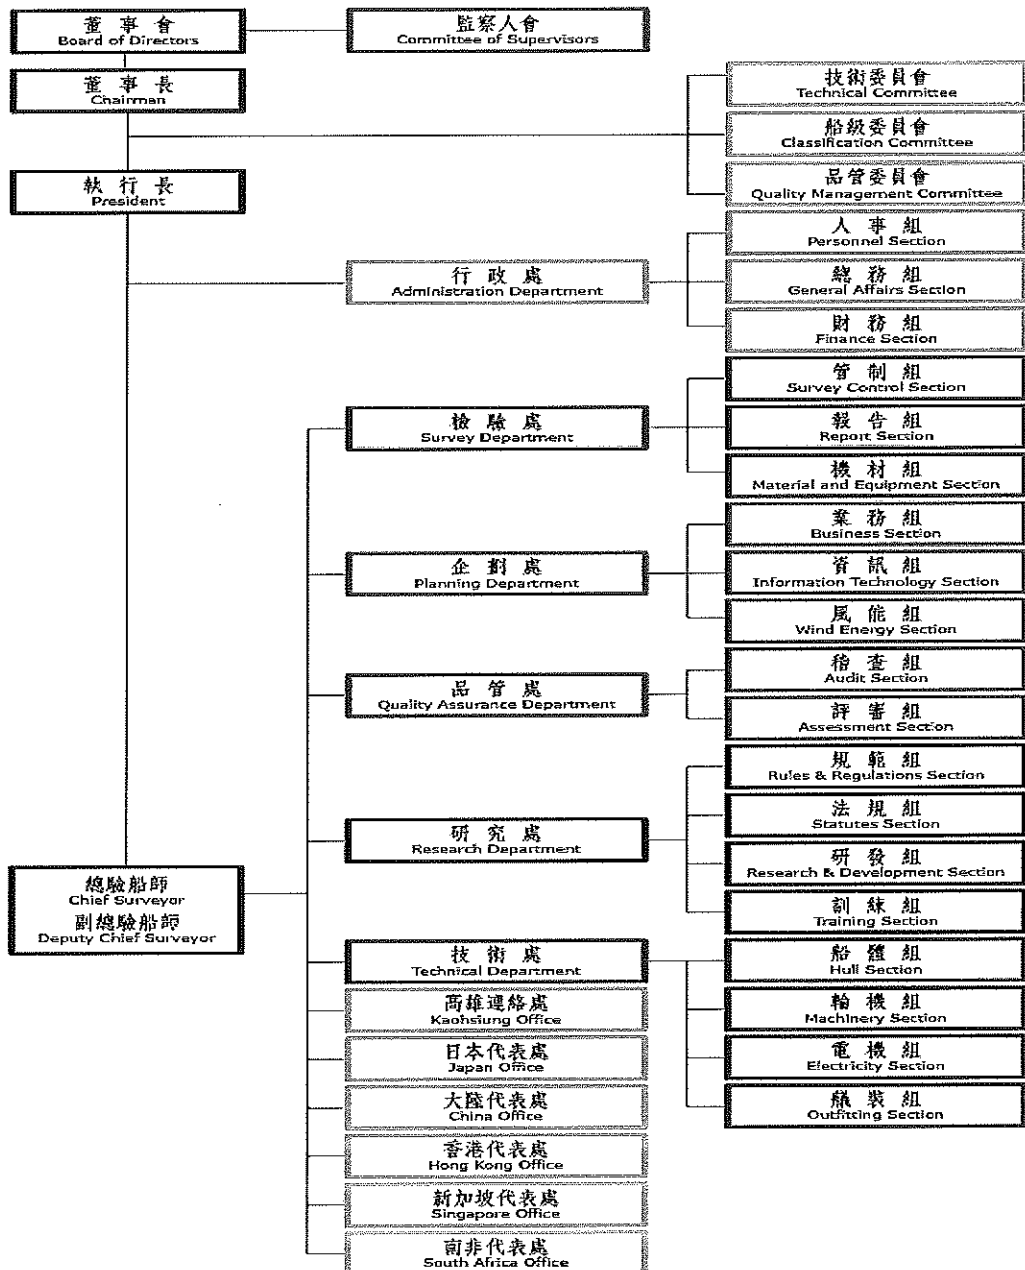 董事會
Board of Directors
監察人會
Committee of Supervisors
董事長
Chairman
技術委員會
Technical Committee
船級委員會
Classification Committee
品管委員會
Quality Management Committee
執行長
President
人事組
Personnel Section
行政處
Administration Department
總務組
General Affairs Section
財務組
Finance Section
管制組
Survey Control Section
檢驗處
Survey Department
報告組
Report Section
機材組
Material and Equipment Section
業務組
Business Section
企劃處
Planning Department
資訊組
Information Technology Section
風能組
Wind Energy Section
稽查組
Audit Section
品管處
Quality Assurance Department
評審組
Assessment Section
規範組
Rules & Regulations Section
法規組
Statutes Section
研究處
Research Department
研發組
Research & Development Section
訓練組
Training Section
總驗船師
Chief Surveyor
副總驗船師
Deputy Chief Surveyor
技術處
Technical Department
船體組
Hull Section
高雄連絡處
Kaohsiung Office
輪機組
Machinery Section
日本代表處
Japan Office
電機組
Electricity Section
大陸代表處
China Office
艤裝組
Outfitting Section
香港代表處
Hong Kong Office
新加坡代表處
Singapore Office
南非代表處
South Africa Office